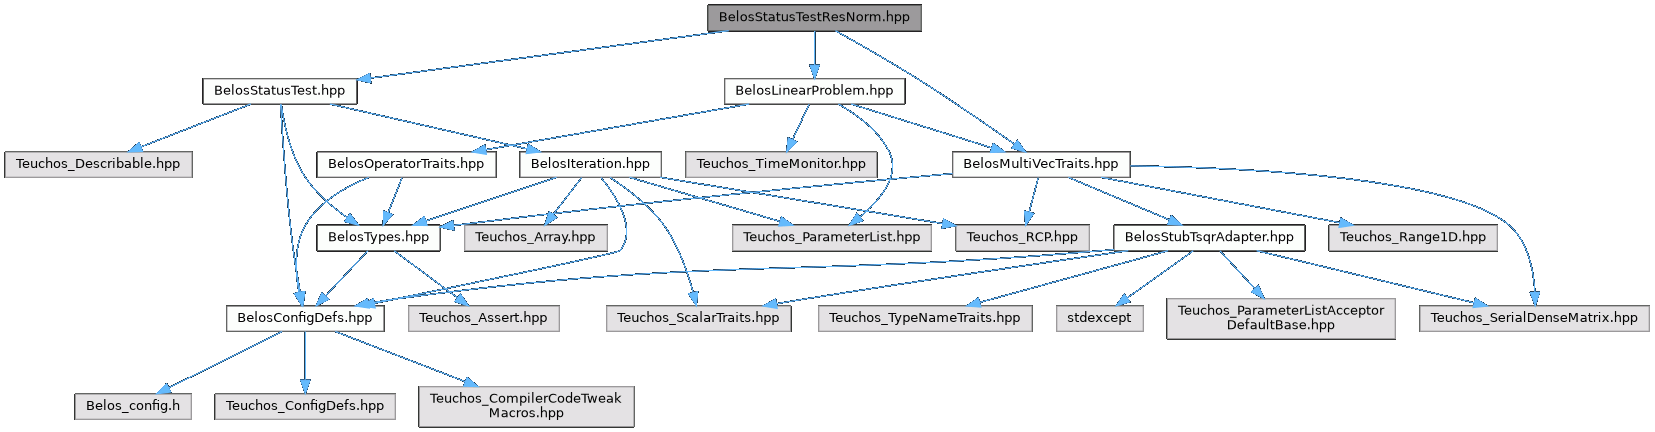 BelosStatusTestResNorm.hpp
BelosStatusTest.hpp
BelosLinearProblem.hpp
Teuchos_Describable.hpp
BelosOperatorTraits.hpp
BelosIteration.hpp
Teuchos_TimeMonitor.hpp
BelosMultiVecTraits.hpp
BelosTypes.hpp
Teuchos_Array.hpp
Teuchos_ParameterList.hpp
Teuchos_RCP.hpp
BelosStubTsqrAdapter.hpp
Teuchos_Range1D.hpp
BelosConfigDefs.hpp
Teuchos_Assert.hpp
Teuchos_ScalarTraits.hpp
Teuchos_TypeNameTraits.hpp
stdexcept
Teuchos_ParameterListAcceptor
DefaultBase.hpp
Teuchos_SerialDenseMatrix.hpp
Belos_config.h
Teuchos_ConfigDefs.hpp
Teuchos_CompilerCodeTweak
Macros.hpp